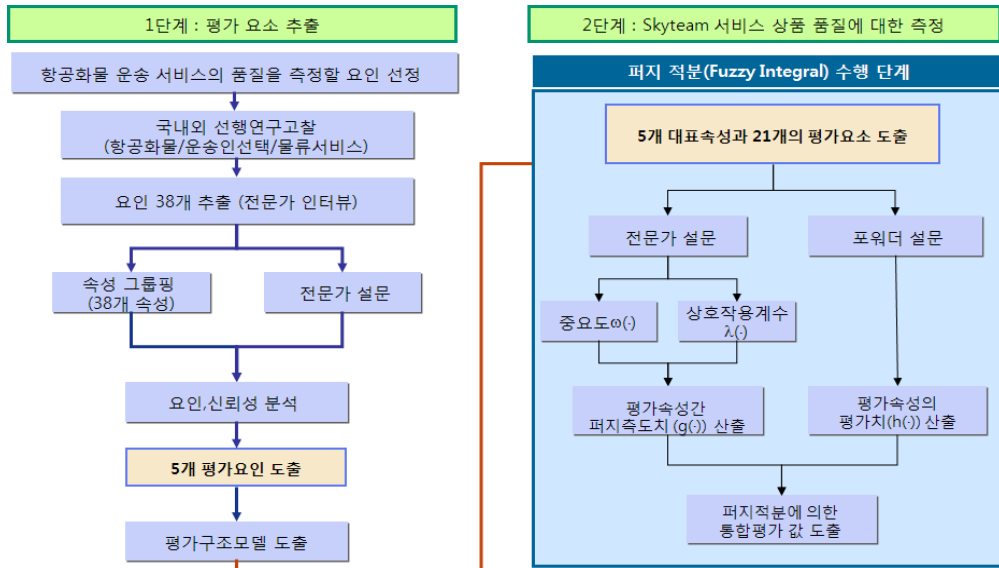 1단계 : 평가 요소 추출
항공화물 운송 서비스의 품질을 측정할 요인 선정
국내외 선행연구고찰
(항공화물/운송인선택/물류서비스)
요인 38개 추출 (전문가 인터뷰)
속성 그룹핑
(38개 속성)
전문가 설문
요인,신뢰성 분석
5개 평가요인 도출
평가구조모델 도출
2단계 : Skyteam 서비스 상품 품질에 대한 측정
퍼지 적분(Fuzzy Integral) 수행 단계
5개 대표속성과 21개의 평가요소 도출
전문가 설문
포워더 설문
중요도ω(·)
상호작용계수
λ(·)
평가속성간
퍼지측도치 (g(·)) 산출
평가속성의
평가치(h(·)) 산출
퍼지적분에 의한
통합평가 값 도출